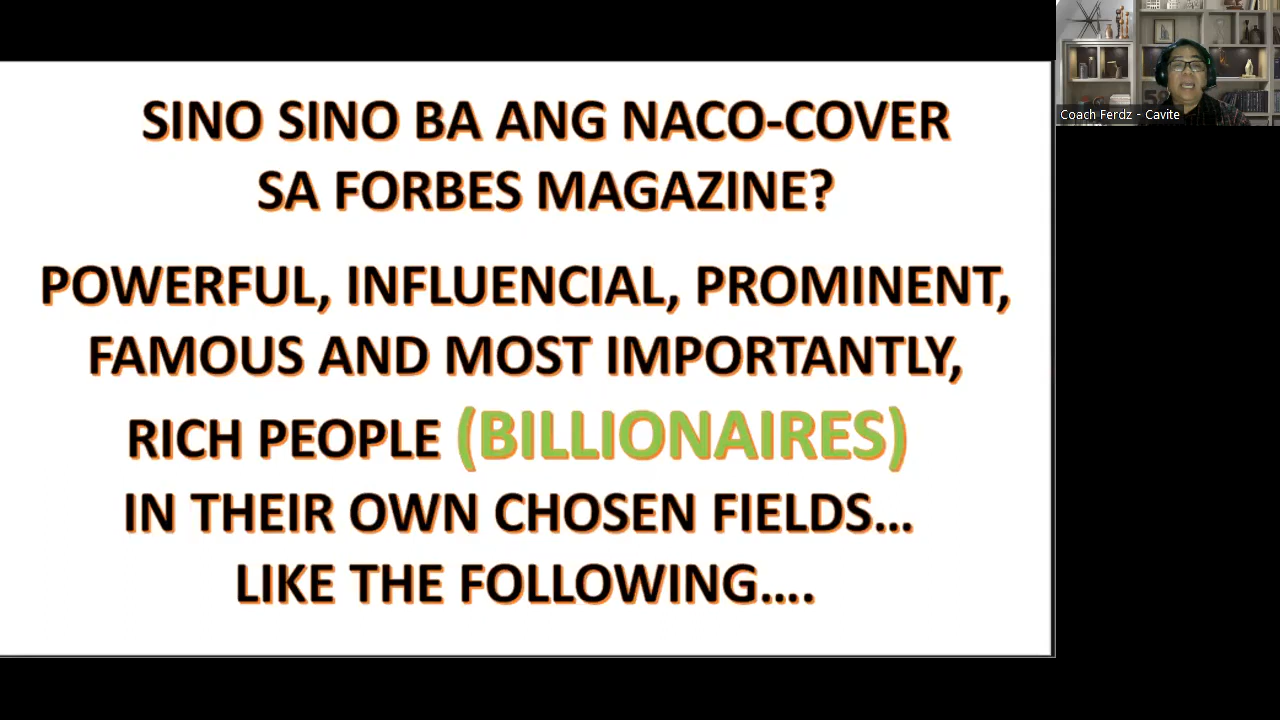 SINO SINO BA ANG NACO-COVER
SA FORBES MAGAZINE?
POWERFUL, INFLUENCIAL, PROMINENT,
FAMOUS AND MOST IMPORTANTLY,
RICH PEOPLE (BILLIONAIRES)
IN THEIR OWN CHOSEN FIELDS...
LIKE THE FOLLOWING....
Coach Ferdz - Cavite